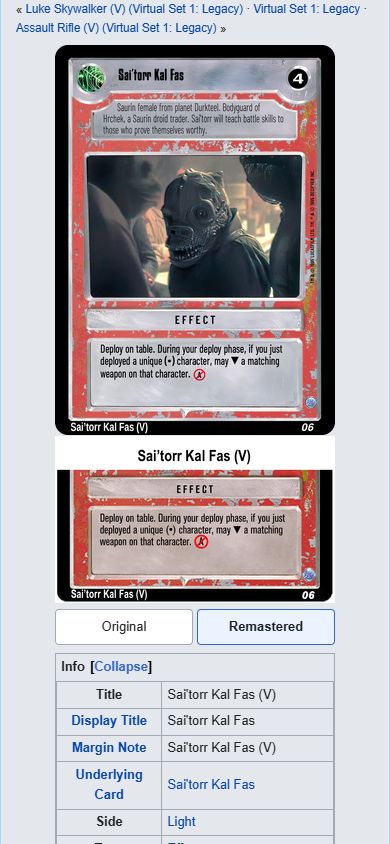 « Luke Skywalker (V) (Virtual Set 1: Legacy) · Virtual Set 1: Legacy ·
Assault Rifle (V) (Virtual Set 1: Legacy) »
Sai'torr Kal Fas
4
Saurin female from planet Durkteel. Bodyguard of
Hrchek, a Saurin droid trader. Sai'torr will teach battle skills to
those who prove themselves worthy.
EFFECT
Deploy on table. During your deploy phase, if you just
deployed a unique (•) character, may ▼ a matching
weapon on that character.
Sai'torr Kal Fas (V)
06
Sai'torr Kal Fas (V)
EFFECT
Deploy on table. During your deploy phase, if you just
deployed a unique (•) character, may ▼ a matching
weapon on that character.
Sai'torr Kal Fas (V)
06
Original
Remastered
Info [Collapse]
Title
Sai'torr Kal Fas (V)
Display Title
Sai'torr Kal Fas
Margin Note
Sai'torr Kal Fas (V)
Underlying
Card
Sai'torr Kal Fas
Side
Light